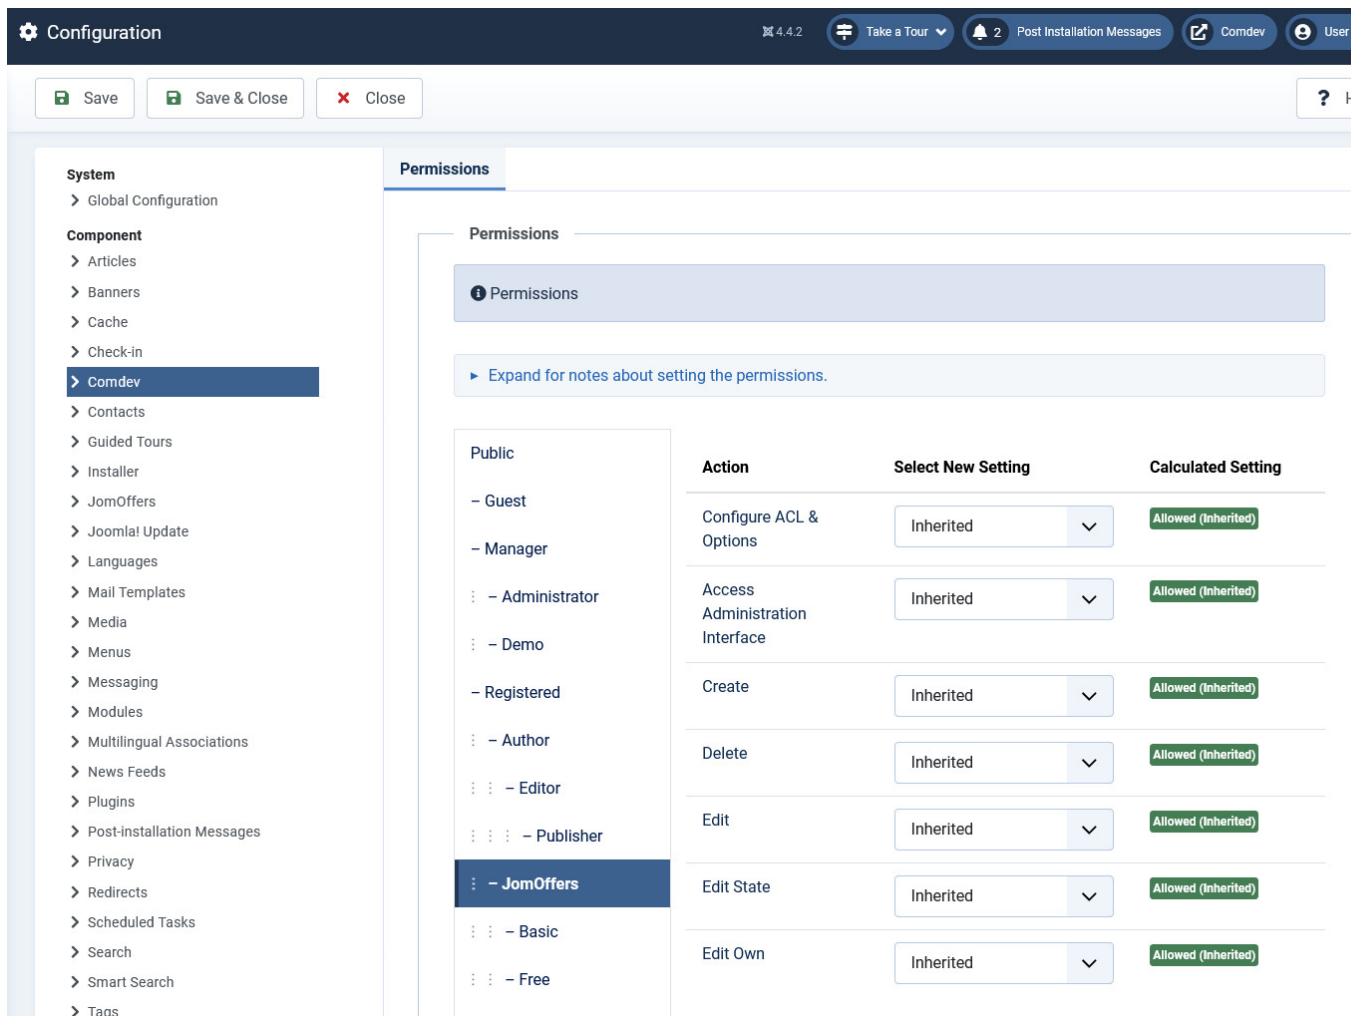 Configuration
4.4.2
Take a Tour
2 Post Installation Messages
Comdev
User
Save
Save & Close
Close
?
System
Global Configuration
Component
Articles
Banners
Cache
Check-in
Comdev
Contacts
Guided Tours
Installer
JomOffers
Joomla! Update
Languages
Mail Templates
Media
Menus
Messaging
Modules
Multilingual Associations
News Feeds
Plugins
Post-installation Messages
Privacy
Redirects
Scheduled Tasks
Search
Smart Search
Tags
Permissions
Permissions
Permissions
Expand for notes about setting the permissions.
Public
– Guest
– Manager
– Administrator
– Demo
– Registered
– Author
– Editor
– Publisher
– JomOffers
– Basic
– Free
Action Select New Setting Calculated Setting
Configure ACL &
Options
Inherited
Allowed (Inherited)
Access
Administration
Interface
Inherited
Allowed (Inherited)
Create
Inherited
Allowed (Inherited)
Delete
Inherited
Allowed (Inherited)
Edit
Inherited
Allowed (Inherited)
Edit State
Inherited
Allowed (Inherited)
Edit Own
Inherited
Allowed (Inherited)